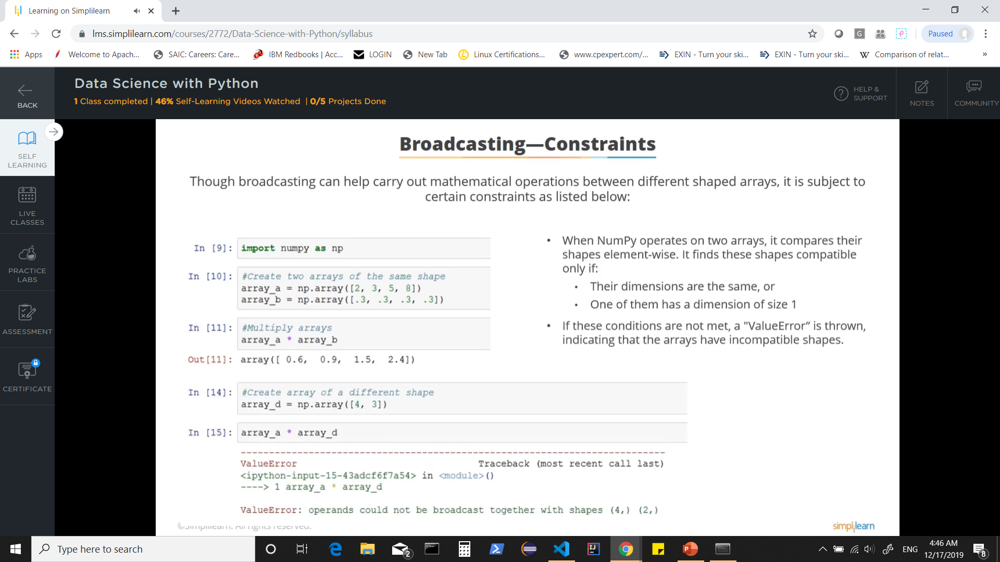 Learning on Simplilearn
lms.simplilearn.com/courses/2772/Data-Science-with-Python/syllabus
G
Paused
Apps
Welcome to Apach...
SAIC: Careers: Care...
IBM Redbooks | Acc...
LOGIN
New Tab
Linux Certifications...
www.cpexpert.com/...
EXIN - Turn your ski...
EXIN - Turn your ski...
W
Comparison of relat...
»
BACK
Data Science with Python
1 Class completed | 46% Self-Learning Videos Watched | 0/5 Projects Done
HELP &
SUPPORT
NOTES
COMMUNITY
SELF
LEARNING
LIVE
CLASSES
PRACTICE
LABS
ASSESSMENT
CERTIFICATE
Broadcasting—Constraints
Though broadcasting can help carry out mathematical operations between different shaped arrays, it is subject to
certain constraints as listed below:
In [9]: import numpy as np
In [10]: #Create two arrays of the same shape
array_a = np.array([2, 3, 5, 8])
array_b = np.array([.3, .3, .3, .3])
In [11]: #Multiply arrays
array_a * array_b
Out[11]: array([ 0.6, 0.9, 1.5, 2.4])
In [14]: #Create array of a different shape
array_d = np.array([4, 3])
In [15]: array_a * array_d
---------------------------------------------------------------------------
ValueError Traceback (most recent call last)
<ipython-input-15-43adcf6f7a54> in <module>()
----> 1 array_a * array_d
ValueError: operands could not be broadcast together with shapes (4,) (2,)
• When NumPy operates on two arrays, it compares their
shapes element-wise. It finds these shapes compatible
only if:
• Their dimensions are the same, or
• One of them has a dimension of size 1
• If these conditions are not met, a "ValueError” is thrown,
indicating that the arrays have incompatible shapes.
©Simplilearn. All rights reserved.
simplilearn
Type here to search
2
ENG
4:46 AM
12/17/2019
8